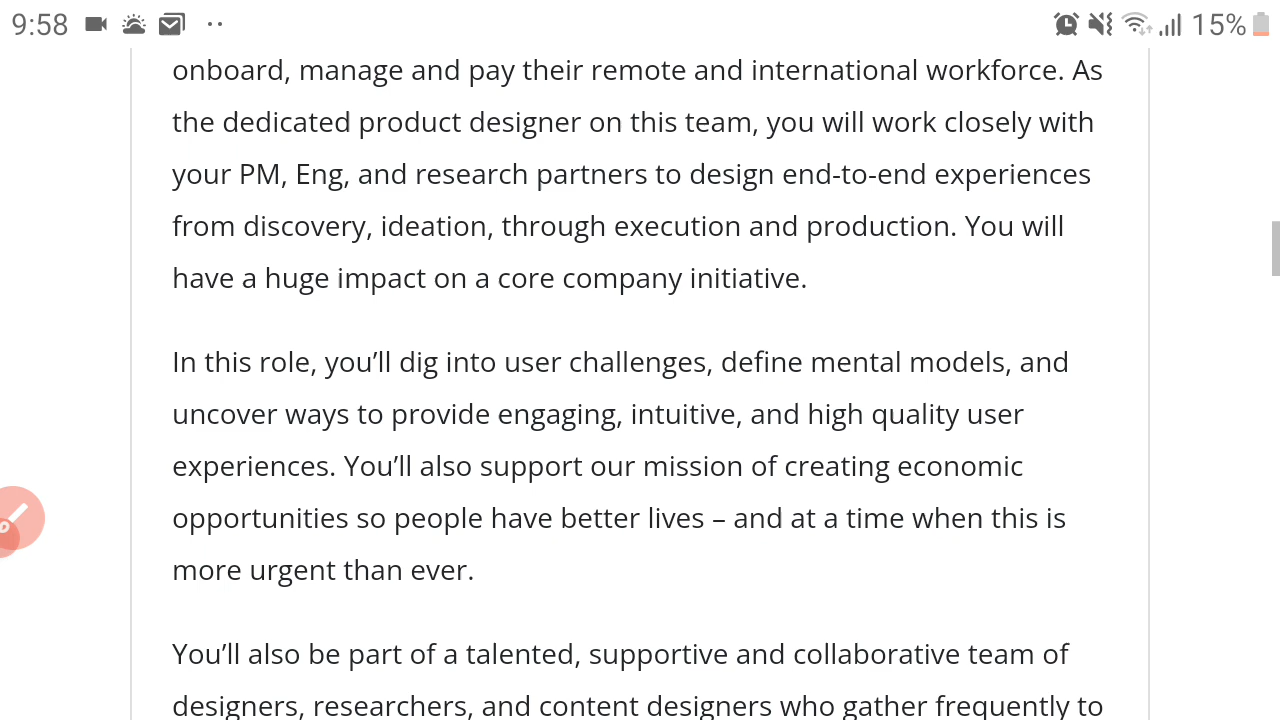 9:58
15%
onboard, manage and pay their remote and international workforce. As
the dedicated product designer on this team, you will work closely with
your PM, Eng, and research partners to design end-to-end experiences
from discovery, ideation, through execution and production. You will
have a huge impact on a core company initiative.
In this role, you’ll dig into user challenges, define mental models, and
uncover ways to provide engaging, intuitive, and high quality user
experiences. You’ll also support our mission of creating economic
opportunities so people have better lives – and at a time when this is
more urgent than ever.
You’ll also be part of a talented, supportive and collaborative team of
designers, researchers, and content designers who gather frequently to